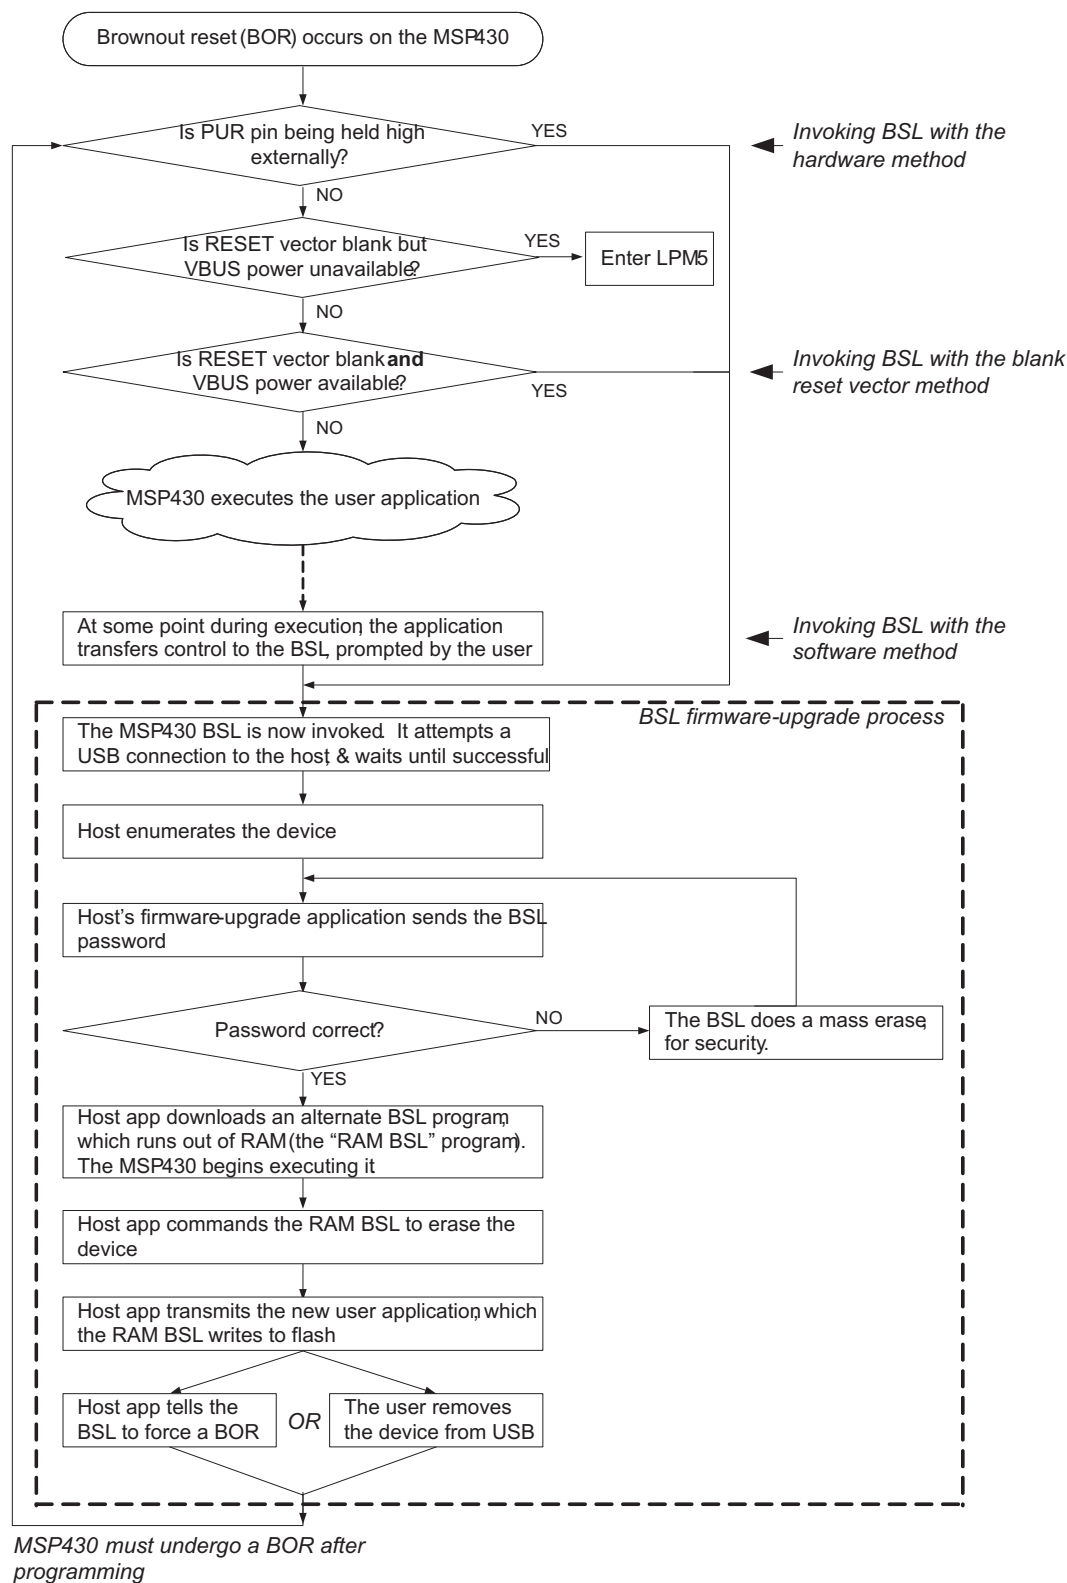 Brownout reset (BOR) occurs on the MSP430
Is PUR pin being held high
externally?
YES
Invoking BSL with the
hardware method
NO
Is RESET vector blank but
VBUS power unavailable?
YES
Enter LPM5
NO
Is RESET vector blank and
VBUS power available?
YES
Invoking BSL with the blank
reset vector method
NO
MSP430 executes the user application
At some point during execution, the application
transfers control to the BSL, prompted by the user
Invoking BSL with the
software method
BSL firmware-upgrade process
The MSP430 BSL is now invoked. It attempts a
USB connection to the host, & waits until successful
Host enumerates the device
Host's firmware-upgrade application sends the BSL
password
Password correct?
NO
The BSL does a mass erase,
for security.
YES
Host app downloads an alternate BSL program,
which runs out of RAM (the “RAM BSL” program).
The MSP430 begins executing it
Host app commands the RAM BSL to erase the
device
Host app transmits the new user application, which
the RAM BSL writes to flash
Host app tells the
BSL to force a BOR
OR
The user removes
the device from USB
MSP430 must undergo a BOR after
programming